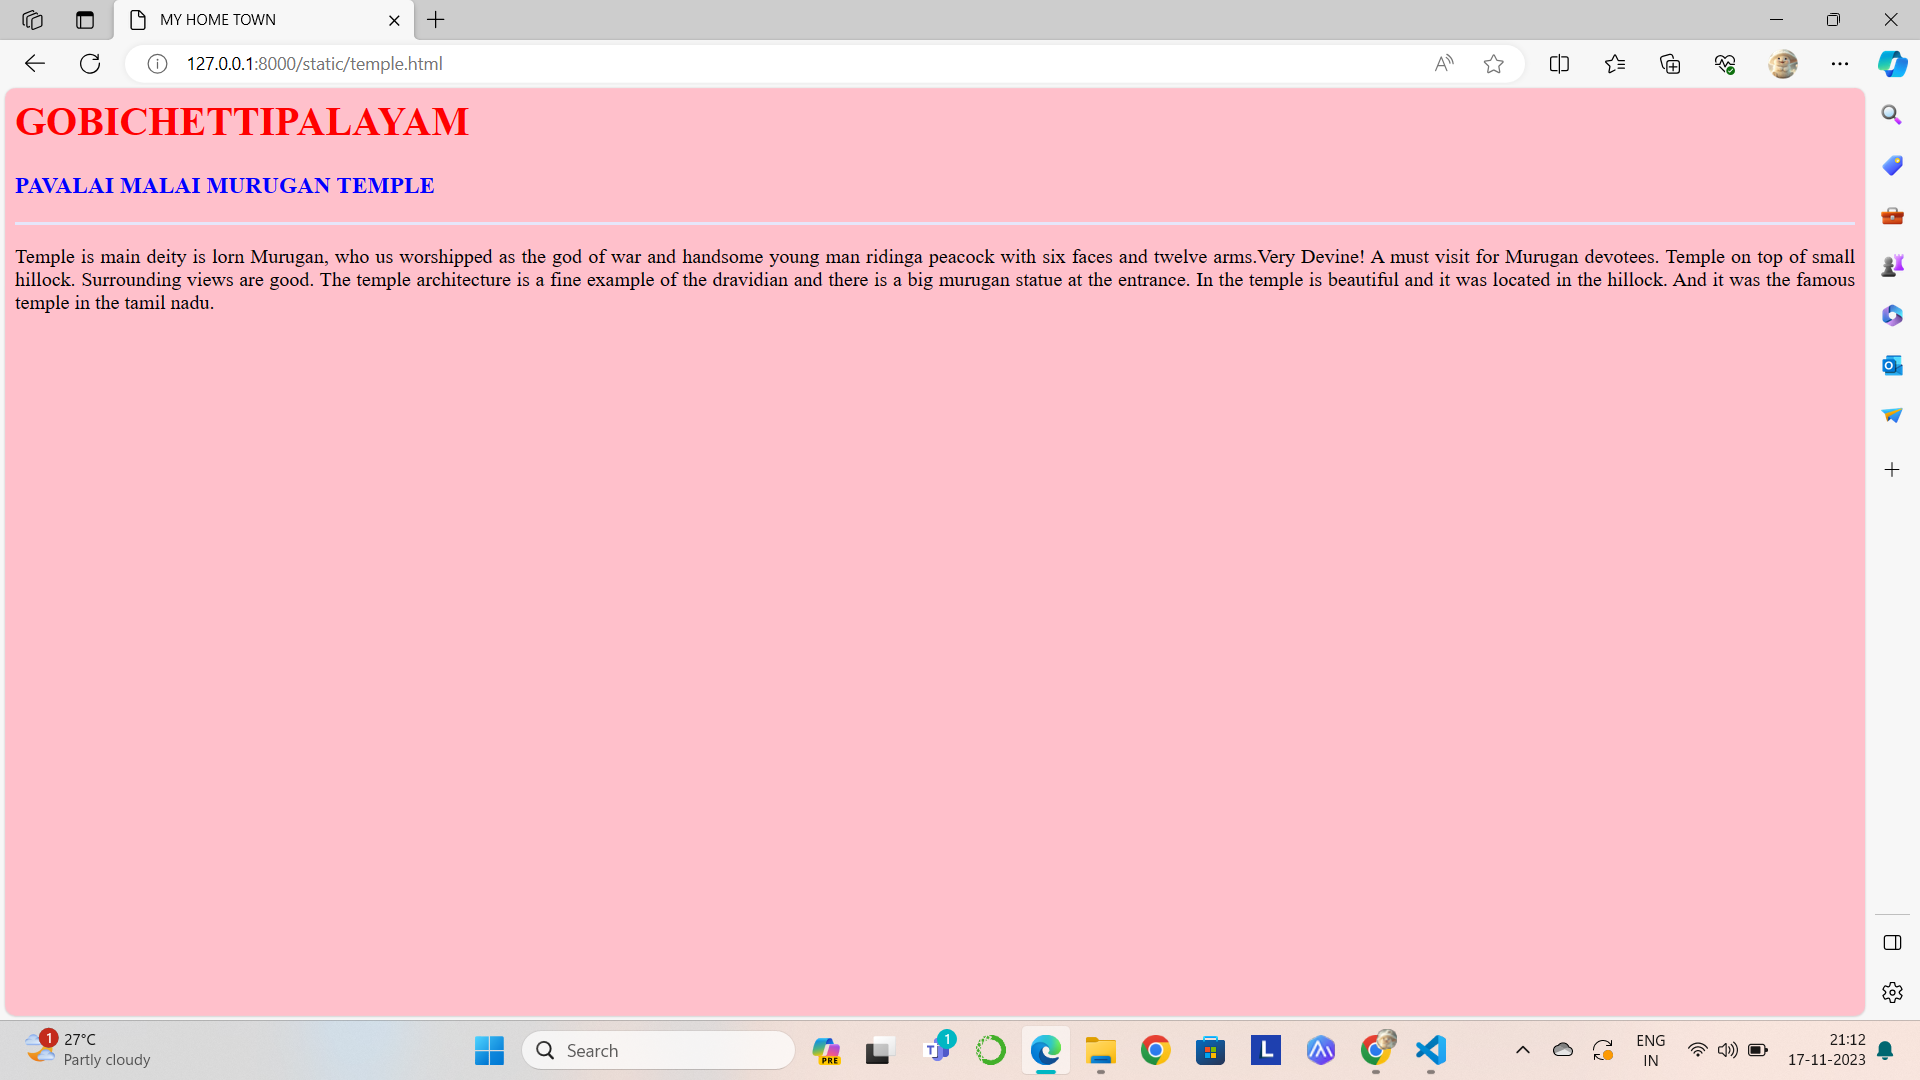 MY HOME TOWN
127.0.0.1:8000/static/temple.html
GOBICHETTIPALAYAM
PAVALAI MALAI MURUGAN TEMPLE
Temple is main deity is lorn Murugan, who us worshipped as the god of war and handsome young man ridinga peacock with six faces and twelve arms.Very Devine! A must visit for Murugan devotees. Temple on top of small
hillock. Surrounding views are good. The temple architecture is a fine example of the dravidian and there is a big murugan statue at the entrance. In the temple is beautiful and it was located in the hillock. And it was the famous
temple in the tamil nadu.
1
27°C
Partly cloudy
Search
PRE
T
1
L
ENG
IN
21:12
17-11-2023